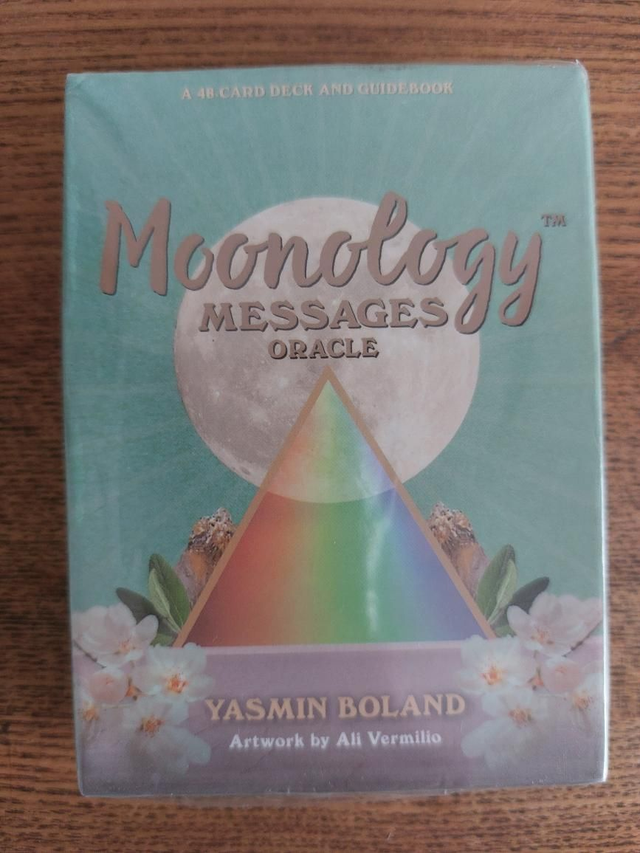 A 48-CARD DECK AND GUIDEBOOK
Moonology™
MESSAGES
ORACLE
YASMIN BOLAND
Artwork by Ali Vermilio